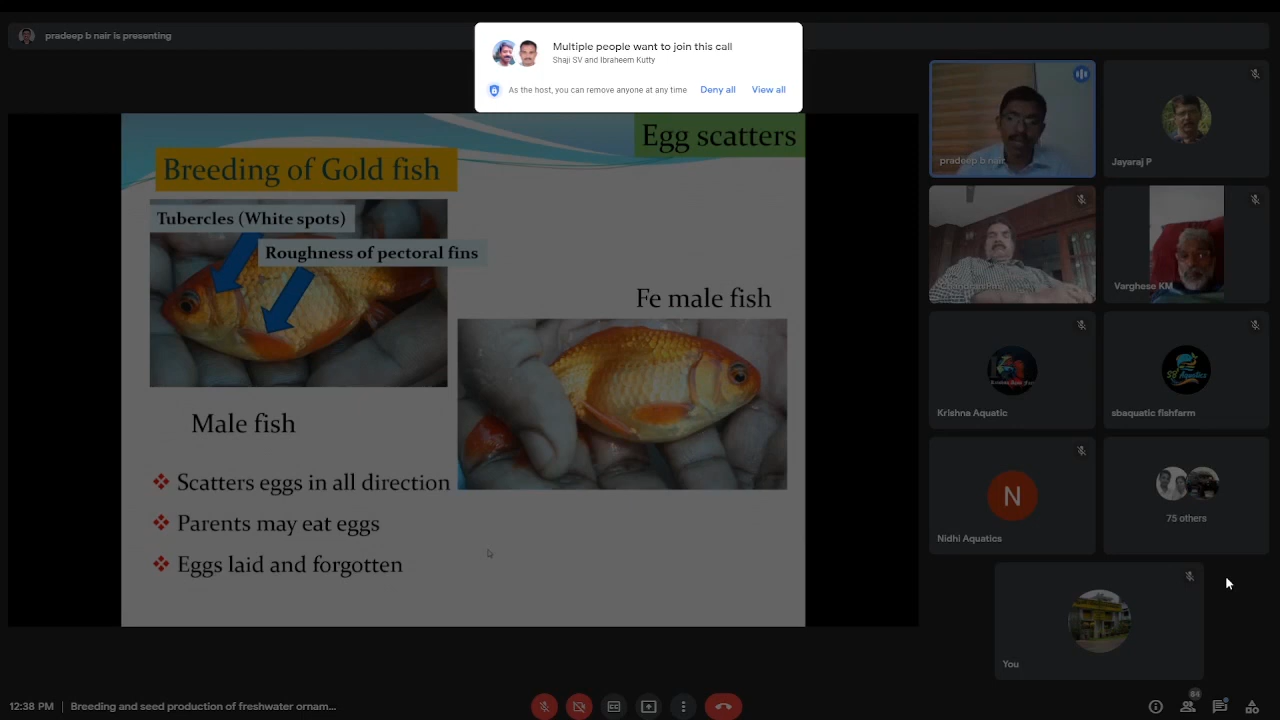 pradeep b nair is presenting
Multiple people want to join this call
Shaji SV and Ibraheem Kutty
As the host, you can remove anyone at any time
Deny all
View all
Egg scatters
Breeding of Gold fish
Tubercles (White spots)
Roughness of pectoral fins
Fe male fish
Male fish
Scatters eggs in all direction
Parents may eat eggs
Eggs laid and forgotten
pradeep b nair
Jayaraj P
Varghese KM
Krishna Aquatic
sbaquatic fishfarm
N
Nidhi Aquatics
75 others
You
12:38 PM | Breeding and seed production of freshwater ornam...
84